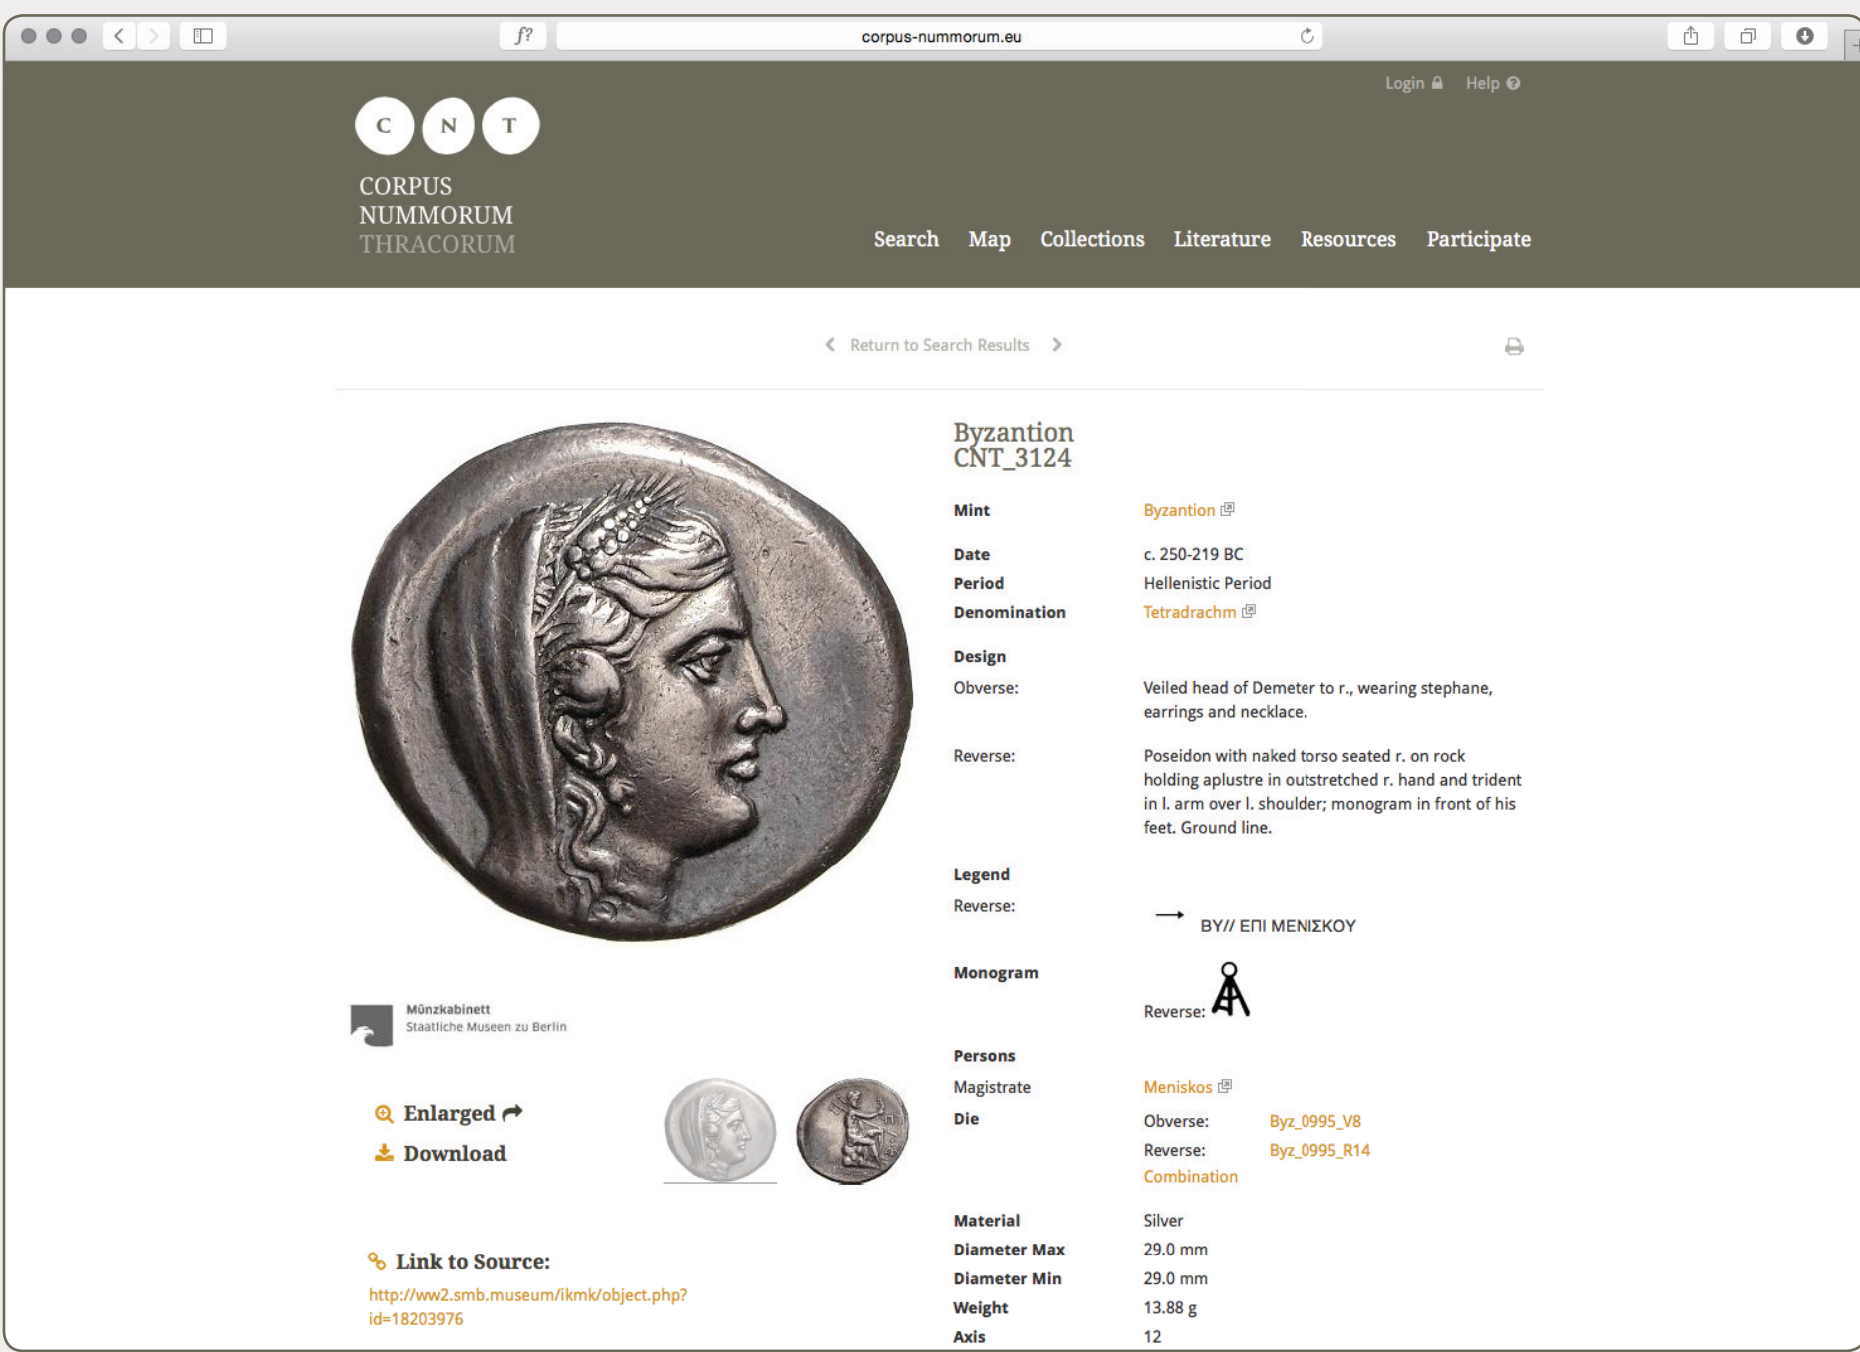 f?
corpus-nummorum.eu
Login Help
C N T
CORPUS
NUMMORUM
THRACORUM
Search Map Collections Literature Resources Participate
Return to Search Results
Byzantion
CNT_3124
Mint Byzantion
Date c. 250-219 BC
Period Hellenistic Period
Denomination Tetradrachm
Design
Obverse: Veiled head of Demeter to r., wearing stephane,
earrings and necklace.
Reverse: Poseidon with naked torso seated r. on rock
holding aplustre in outstretched r. hand and trident
in l. arm over l. shoulder; monogram in front of his
feet. Ground line.
Legend
Reverse: → ΒΥ// ΕΠΙ ΜΕΝΙΣΚΟΥ
Monogram
Reverse:
Persons
Magistrate Meniskos
Die Obverse: Byz_0995_V8
Reverse: Byz_0995_R14
Combination
Material Silver
Diameter Max 29.0 mm
Diameter Min 29.0 mm
Weight 13.88 g
Axis 12
Münzkabinett
Staatliche Museen zu Berlin
Enlarged
Download
Link to Source:
http://ww2.smb.museum/ikmk/object.php?
id=18203976